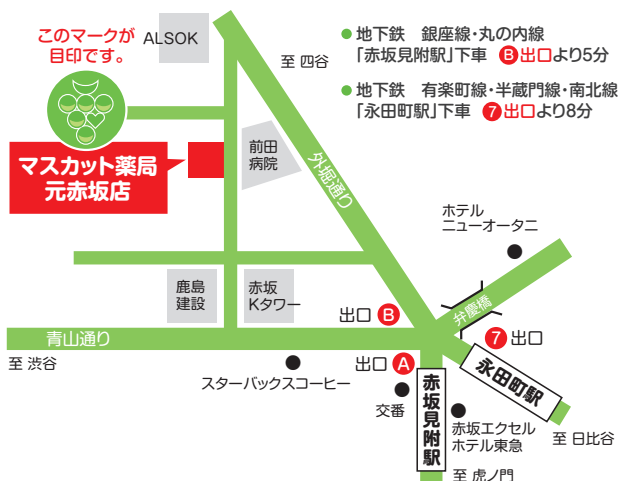 このマークが
目印です。
ALSOK
至 四谷
● 地下鉄　銀座線・丸の内線
「赤坂見附駅」下車　B出口より5分
● 地下鉄　有楽町線・半蔵門線・南北線
「永田町駅」下車　7出口より8分
マスカット薬局
元赤坂店
前田
病院
外堀通り
ホテル
ニューオータニ
鹿島
建設
赤坂
Kタワー
出口 B
弁慶橋
青山通り
7 出口
至 渋谷
出口 A
スターバックスコーヒー
交番
赤坂見附駅
永田町駅
赤坂エクセル
ホテル東急
至 日比谷
至 虎ノ門